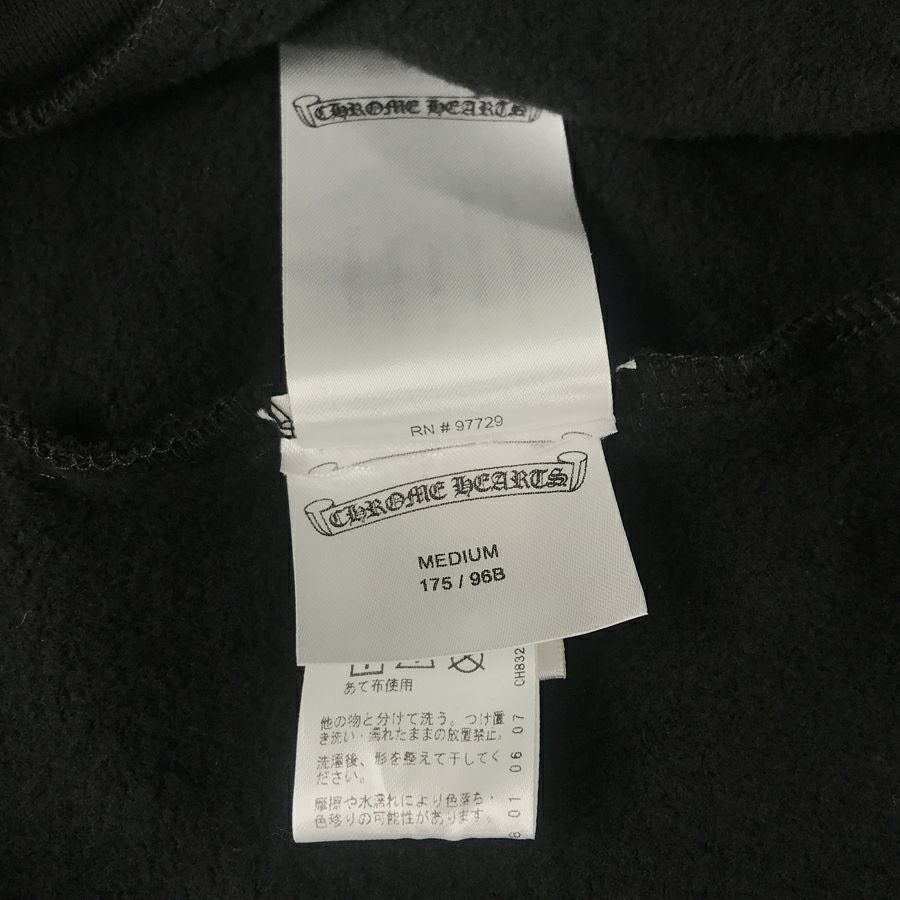 CHROME HEARTS
RN # 97729
CHROME HEARTS
MEDIUM
175 / 96B
あて布使用
他の物と分けて洗う。つけ置
き洗い・濡れたままの放置禁止。
洗濯後、形を整えて干してく
ださい。
摩擦や水濡れにより色落ち・
色移りの可能性があります。
CH832
01 06 07